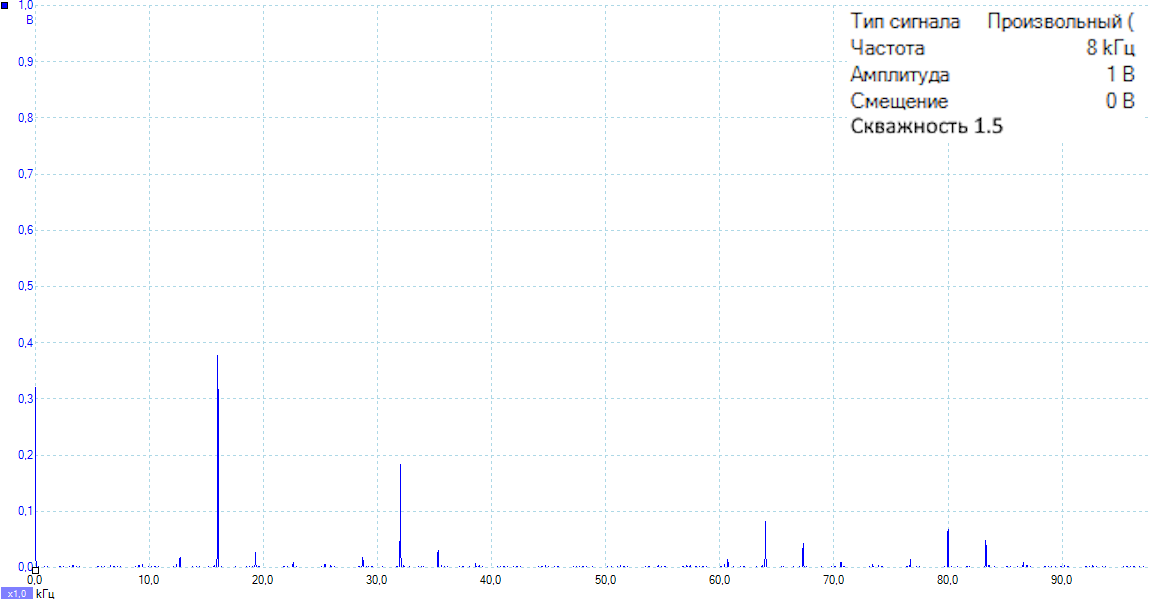 1,0
В
0,9
0,8
0,7
0,6
0,5
0,4
0,3
0,2
0,1
0,0
Тип сигнала Произвольный (
Частота 8 kГц
Амплитуда 1 В
Смещение 0 В
Скважность 1.5
0,0 10,0 20,0 30,0 40,0 50,0 60,0 70,0 80,0 90,0
x1,0 кГц